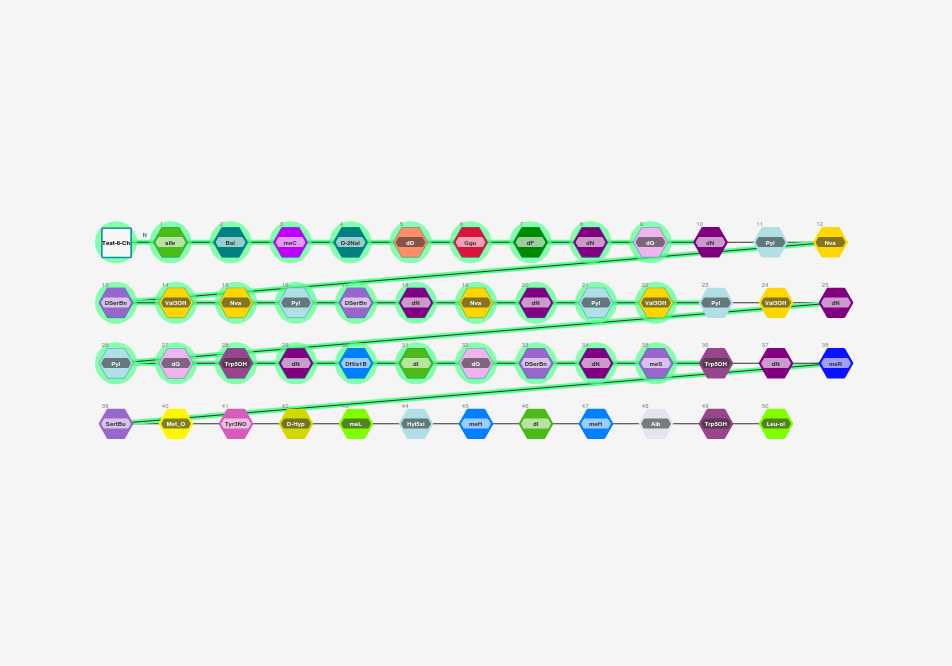 1 2 3 4 5 6 7 8 9 10 11 12
N
Test-6-Ch aIle Bal meC D-2Nal dD Ggu dP dN dQ dN Pyl Nva
13 14 15 16 17 18 19 20 21 22 23 24 25
DSerBn Val3OH Nva Pyl DSerBn dN Nva dN Pyl Val3OH Pyl Val3OH dN
26 27 28 29 30 31 32 33 34 35 36 37 38
Pyl dQ Trp5OH dN DHis1B dI dQ DSerBn dN meS Trp5OH dN meR
39 40 41 42 43 44 45 46 47 48 49 50
SertBu Met_O Tyr3NO D-Hyp meL Hyl5xi meH dI meH Aib Trp5OH Leu-ol